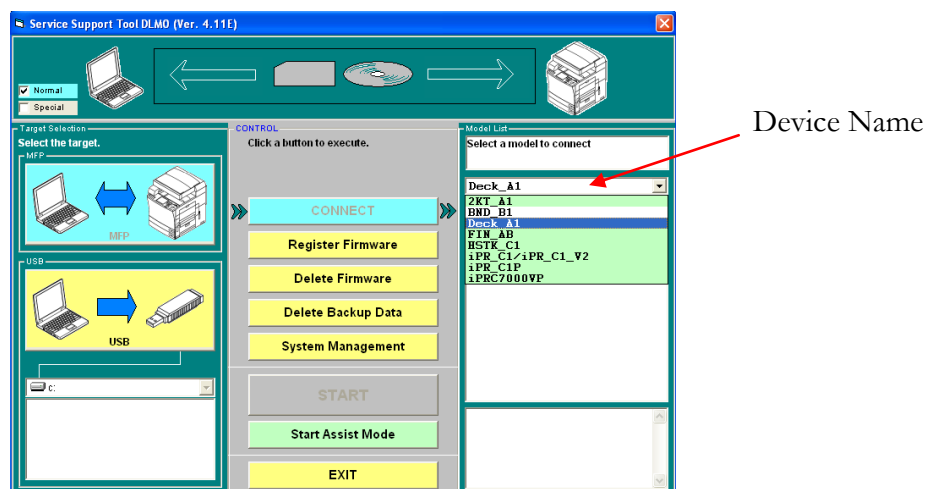 Service Support Tool DLM0 (Ver. 4.11E)
Normal
Special
Target Selection
Select the target.
MFP
MFP
USB
USB
c:
CONTROL
Click a button to execute.
CONNECT
Register Firmware
Delete Firmware
Delete Backup Data
System Management
START
Start Assist Mode
EXIT
Model List
Select a model to connect
Deck_A1
2KT_A1
BND_B1
Deck_A1
FIN_AB
HSTK_C1
iPR_C1/iPR_C1_V2
iPR_C1P
iPRC7000VP
Device Name